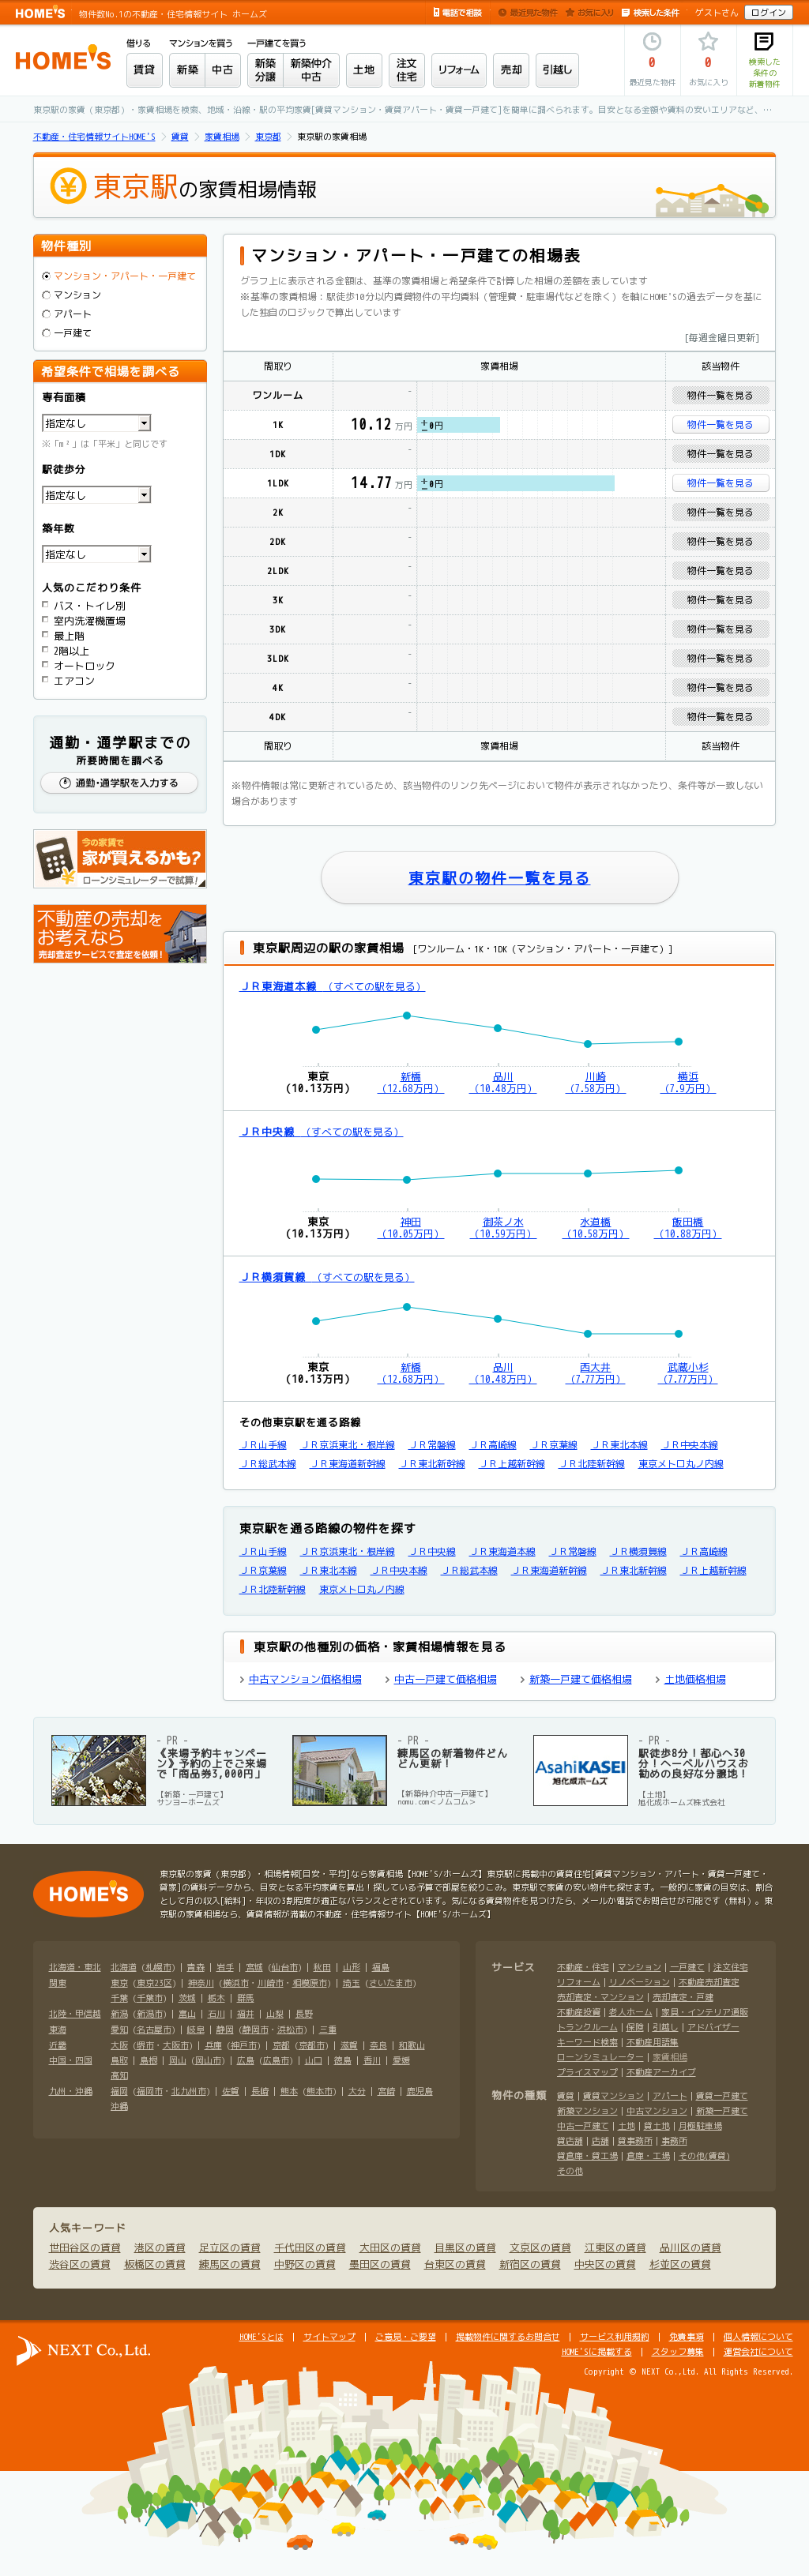 HOME'S 物件数No.1の不動産・住宅情報サイト ホームズ
電話で相談 最近見た物件 お気に入り 検索した条件 ゲストさん ログイン
HOME'S
借りる マンションを買う 一戸建てを買う
賃貸 新築 中古 新築分譲 新築仲介中古 土地 注文住宅 リフォーム 売却 引越し
0 最近見た物件
0 お気に入り
検索した条件の新着物件
東京駅の家賃（東京都）・家賃相場を検索、地域・沿線・駅の平均家賃[賃貸マンション・賃貸アパート・賃貸一戸建て]を簡単に調べられます。目安となる金額や賃料の安いエリアなど、…
不動産・住宅情報サイトHOME'S 賃貸 家賃相場 東京都 東京駅の家賃相場
東京駅の家賃相場情報
物件種別
マンション・アパート・一戸建て
マンション
アパート
一戸建て
希望条件で相場を調べる
専有面積
指定なし
※「m²」は「平米」と同じです
駅徒歩分
指定なし
築年数
指定なし
人気のこだわり条件
バス・トイレ別
室内洗濯機置場
最上階
2階以上
オートロック
エアコン
通勤・通学駅までの
所要時間を調べる
通勤・通学駅を入力する
今の家賃で
家が買えるかも?
ローンシミュレーターで試算!
不動産の売却を
お考えなら
売却査定サービスで査定を依頼!
マンション・アパート・一戸建ての相場表
グラフ上に表示される金額は、基準の家賃相場と希望条件で計算した相場の差額を表しています
※基準の家賃相場：駅徒歩10分以内賃貸物件の平均賃料（管理費・駐車場代などを除く）を軸にHOME'Sの過去データを基に
した独自のロジックで算出しています
[毎週金曜日更新]
間取り 家賃相場 該当物件
ワンルーム - 物件一覧を見る
1K 10.12万円 ±0円 物件一覧を見る
1DK - 物件一覧を見る
1LDK 14.77万円 ±0円 物件一覧を見る
2K - 物件一覧を見る
2DK - 物件一覧を見る
2LDK - 物件一覧を見る
3K - 物件一覧を見る
3DK - 物件一覧を見る
3LDK - 物件一覧を見る
4K - 物件一覧を見る
4DK - 物件一覧を見る
間取り 家賃相場 該当物件
※物件情報は常に更新されているため、該当物件のリンク先ページにおいて物件が表示されなかったり、条件等が一致しない
場合があります
東京駅の物件一覧を見る
東京駅周辺の駅の家賃相場 [ワンルーム・1K・1DK（マンション・アパート・一戸建て）]
ＪＲ東海道本線 （すべての駅を見る）
東京 新橋 品川 川崎 横浜
（10.13万円） （12.68万円） （10.48万円） （7.58万円） （7.9万円）
ＪＲ中央線 （すべての駅を見る）
東京 神田 御茶ノ水 水道橋 飯田橋
（10.13万円） （10.05万円） （10.59万円） （10.58万円） （10.88万円）
ＪＲ横須賀線 （すべての駅を見る）
東京 新橋 品川 西大井 武蔵小杉
（10.13万円） （12.68万円） （10.48万円） （7.77万円） （7.77万円）
その他東京駅を通る路線
ＪＲ山手線 ＪＲ京浜東北・根岸線 ＪＲ常磐線 ＪＲ高崎線 ＪＲ京葉線 ＪＲ東北本線 ＪＲ中央本線
ＪＲ総武本線 ＪＲ東海道新幹線 ＪＲ東北新幹線 ＪＲ上越新幹線 ＪＲ北陸新幹線 東京メトロ丸ノ内線
東京駅を通る路線の物件を探す
ＪＲ山手線 ＪＲ京浜東北・根岸線 ＪＲ中央線 ＪＲ東海道本線 ＪＲ常磐線 ＪＲ横須賀線 ＪＲ高崎線
ＪＲ京葉線 ＪＲ東北本線 ＪＲ中央本線 ＪＲ総武本線 ＪＲ東海道新幹線 ＪＲ東北新幹線 ＪＲ上越新幹線
ＪＲ北陸新幹線 東京メトロ丸ノ内線
東京駅の他種別の価格・家賃相場情報を見る
中古マンション価格相場 中古一戸建て価格相場 新築一戸建て価格相場 土地価格相場
- PR -
《来場予約キャンペーン》予約の上でご来場で「商品券3,000円」
【新築・一戸建て】
サンヨーホームズ
- PR -
練馬区の新着物件どんどん更新！
【新築仲介中古一戸建て】
nomu.com＜ノムコム＞
AsahiKASEI
旭化成ホームズ
- PR -
駅徒歩8分！都心へ30分！ヘーベルハウスお勧めの良好な分譲地！
【土地】
旭化成ホームズ株式会社
HOME'S
東京駅の家賃（東京都）・相場情報[目安・平均]なら家賃相場【HOME'S/ホームズ】東京駅に掲載中の賃貸住宅[賃貸マンション・アパート・賃貸一戸建て・
貸家]の賃料データから、目安となる平均家賃を算出！探している予算で部屋を絞りこみ。東京駅で家賃の安い物件も探せます。一般的に家賃の目安は、割合
として月の収入[給料]・年収の3割程度が適正なバランスとされています。気になる賃貸物件を見つけたら、メールか電話でお問合せが可能です（無料）。東
京駅の家賃相場なら、賃貸情報が満載の不動産・住宅情報サイト【HOME'S/ホームズ】
北海道・東北 北海道（札幌市）| 青森 | 岩手 | 宮城（仙台市）| 秋田 | 山形 | 福島
関東 東京（東京23区）| 神奈川（横浜市・川崎市・相模原市）| 埼玉（さいたま市）
千葉（千葉市）| 茨城 | 栃木 | 群馬
北陸・甲信越 新潟（新潟市）| 富山 | 石川 | 福井 | 山梨 | 長野
東海 愛知（名古屋市）| 岐阜 | 静岡（静岡市・浜松市）| 三重
近畿 大阪（堺市・大阪市）| 兵庫（神戸市）| 京都（京都市）| 滋賀 | 奈良 | 和歌山
中国・四国 鳥取 | 島根 | 岡山（岡山市）| 広島（広島市）| 山口 | 徳島 | 香川 | 愛媛
高知
九州・沖縄 福岡（福岡市・北九州市）| 佐賀 | 長崎 | 熊本（熊本市）| 大分 | 宮崎 | 鹿児島
沖縄
サービス 不動産・住宅 | マンション | 一戸建て | 注文住宅
リフォーム | リノベーション | 不動産売却査定
売却査定・マンション | 売却査定・戸建
不動産投資 | 老人ホーム | 家具・インテリア通販
トランクルーム | 保険 | 引越し | アドバイザー
キーワード検索 | 不動産用語集
ローンシミュレーター | 家賃相場
プライスマップ | 不動産アーカイブ
物件の種類 賃貸 | 賃貸マンション | アパート | 賃貸一戸建て
新築マンション | 中古マンション | 新築一戸建て
中古一戸建て | 土地 | 貸土地 | 月極駐車場
貸店舗 | 店舗 | 貸事務所 | 事務所
貸倉庫・貸工場 | 倉庫・工場 | その他(賃貸)
その他
人気キーワード
世田谷区の賃貸 港区の賃貸 足立区の賃貸 千代田区の賃貸 大田区の賃貸 目黒区の賃貸 文京区の賃貸 江東区の賃貸 品川区の賃貸
渋谷区の賃貸 板橋区の賃貸 練馬区の賃貸 中野区の賃貸 墨田区の賃貸 台東区の賃貸 新宿区の賃貸 中央区の賃貸 杉並区の賃貸
NEXT Co., Ltd.
HOME'Sとは | サイトマップ | ご意見・ご要望 | 掲載物件に関するお問合せ | サービス利用規約 | 免責事項 | 個人情報について
HOME'Sに掲載する | スタッフ募集 | 運営会社について
Copyright © NEXT Co.,Ltd. All Rights Reserved.